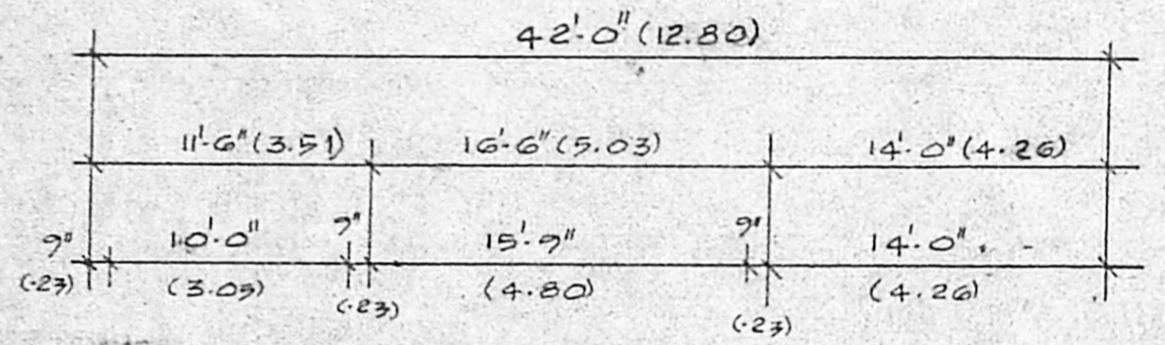 42'-0" (12.80)
11'-6" (3.51) 16'-6" (5.03) 14'-0" (4.26)
9" 10'-0" 9" 15'-9" 9" 14'-0"
(.23) (3.05) (.23) (4.80) (.23) (4.26)